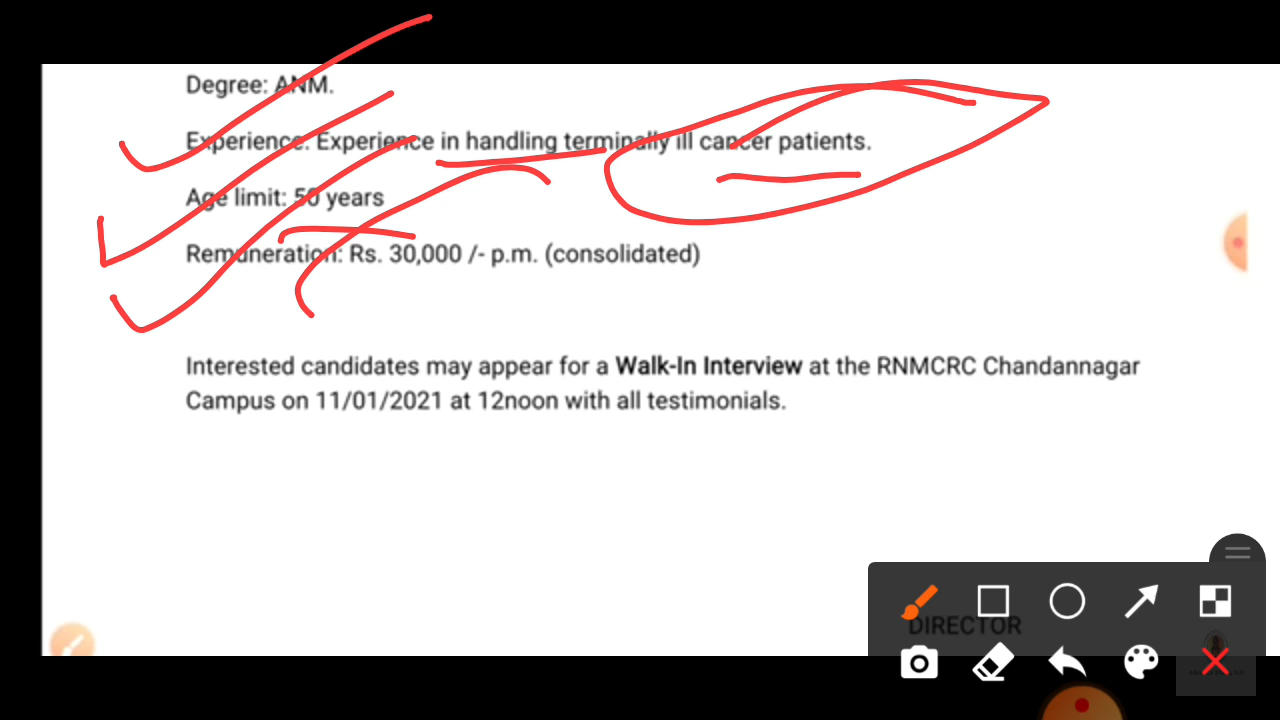 Degree: ANM.
Experience: Experience in handling terminally ill cancer patients.
Age limit: 50 years
Remuneration: Rs. 30,000 /- p.m. (consolidated)
Interested candidates may appear for a Walk-In Interview at the RNMCRC Chandannagar
Campus on 11/01/2021 at 12noon with all testimonials.
DIRECTOR